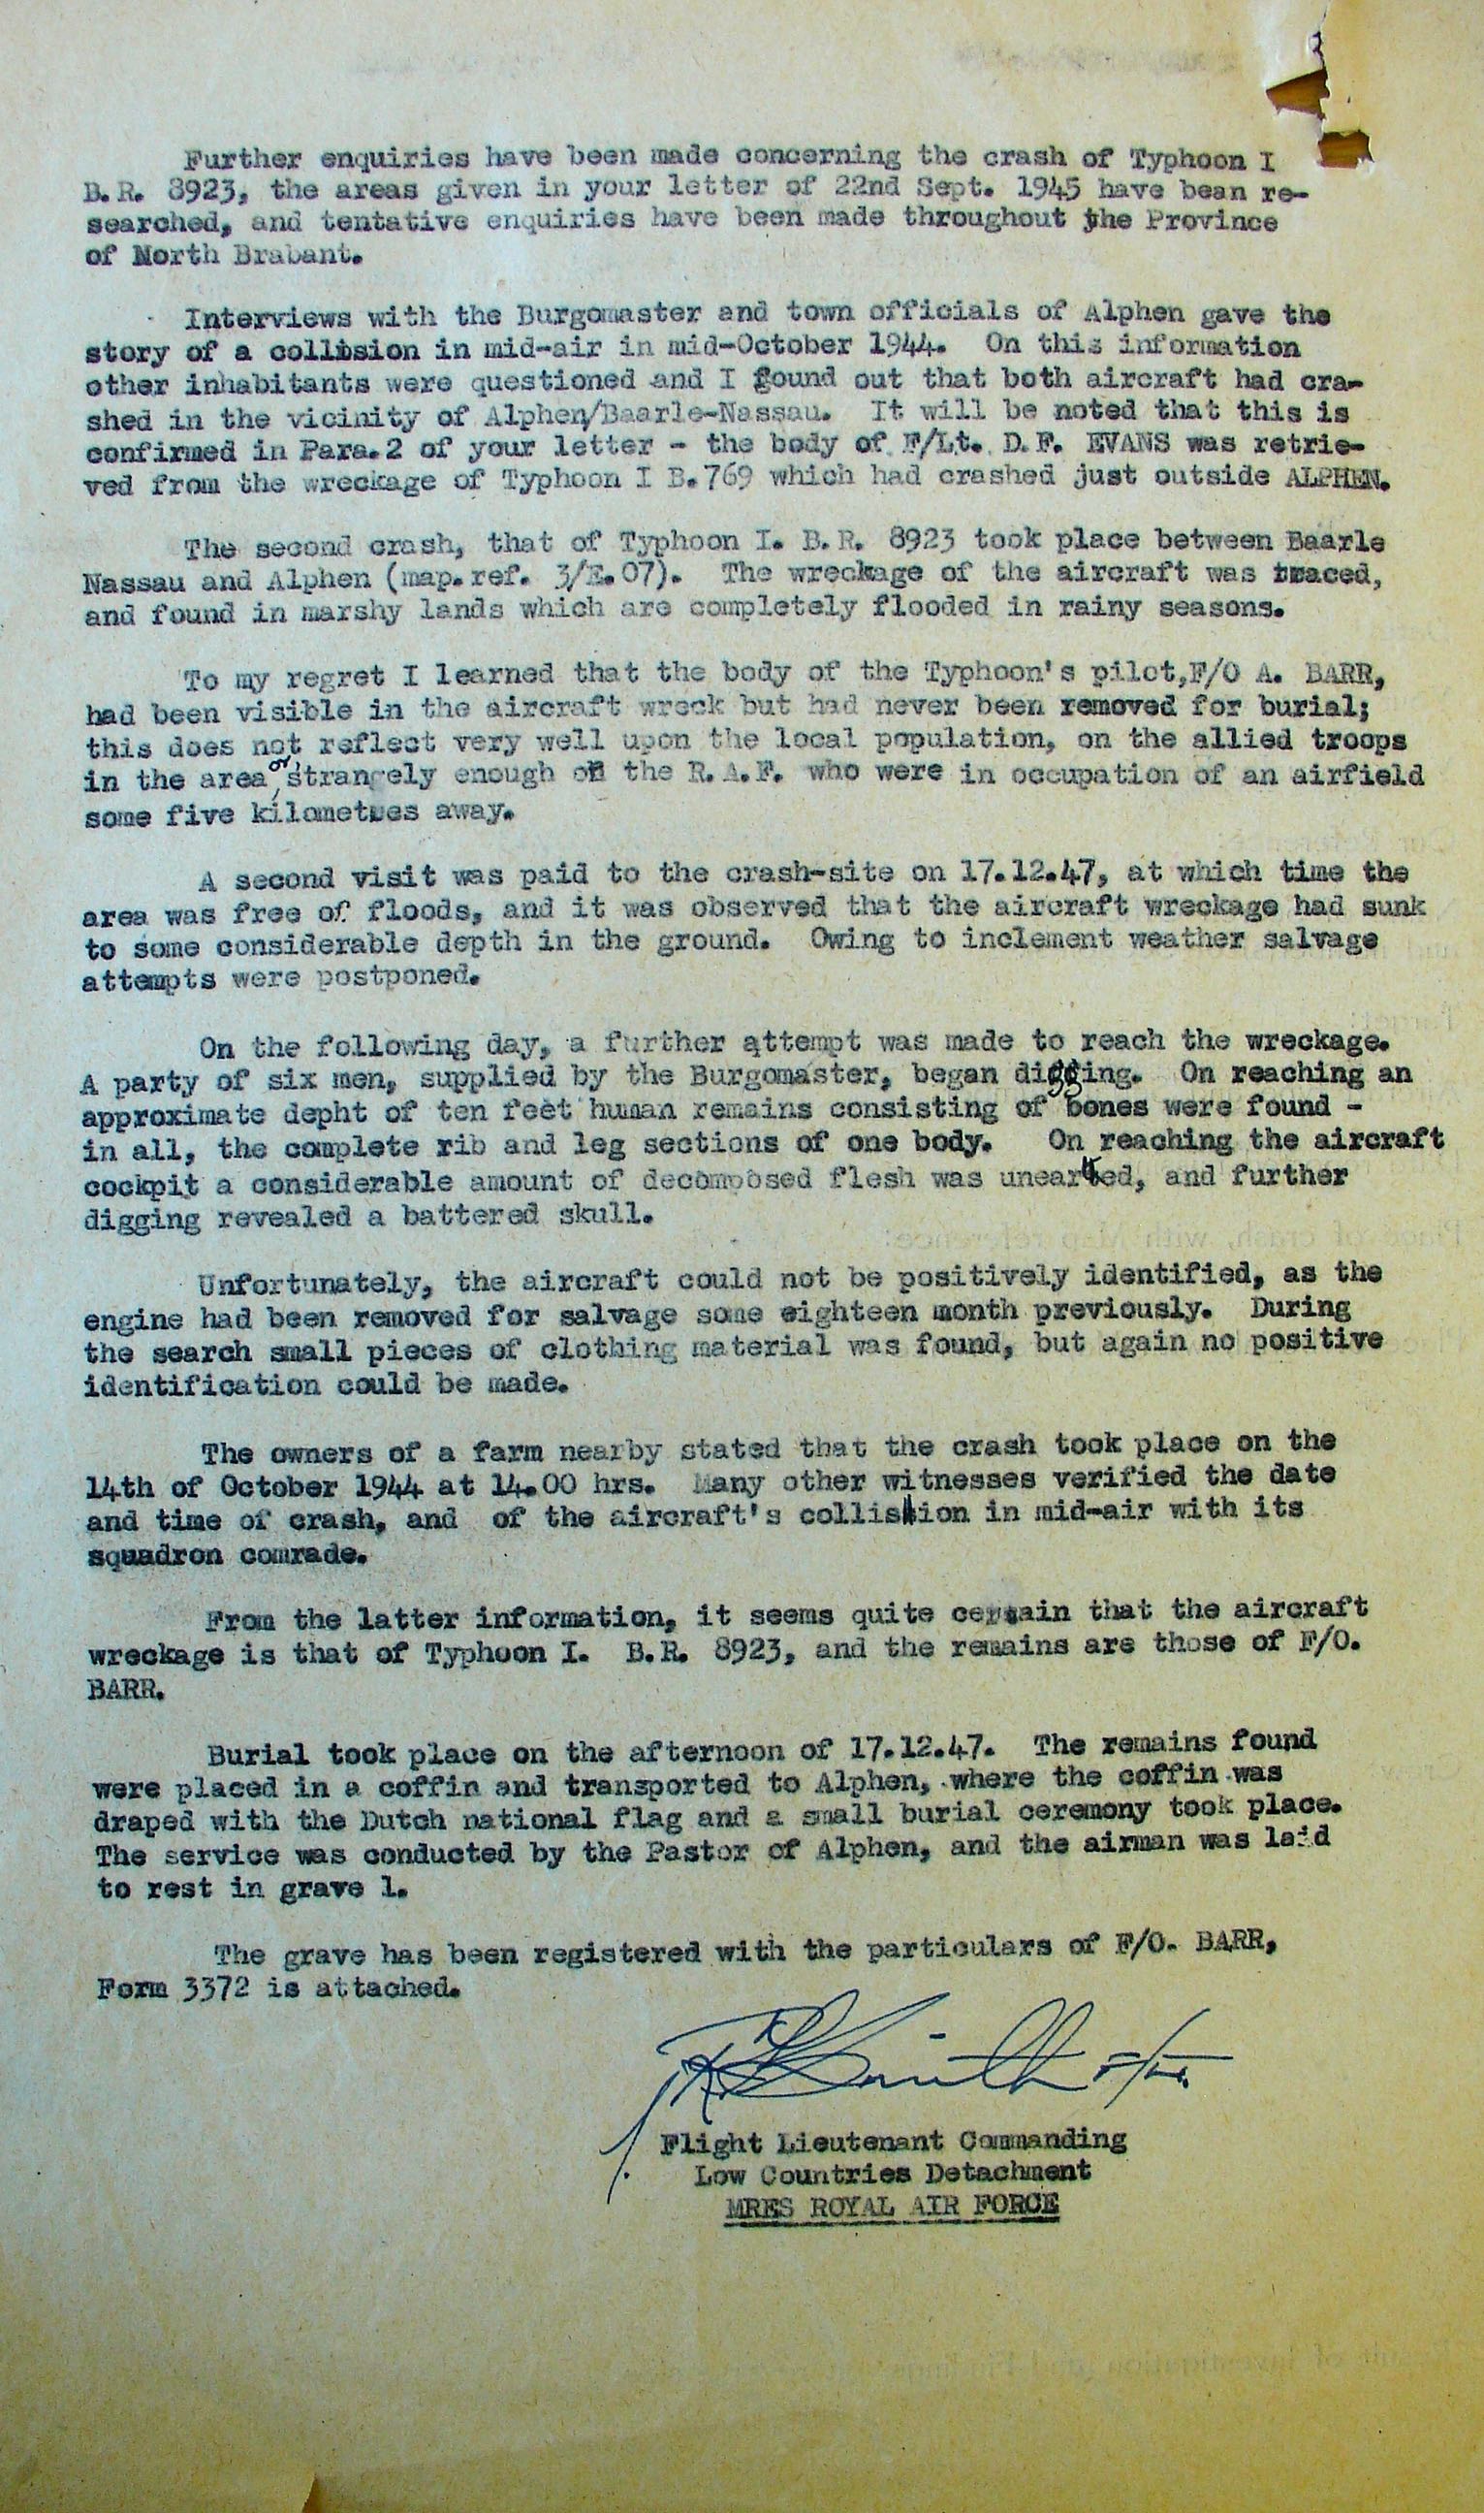 Further enquiries have been made concerning the crash of Typhoon I
B.R. 8923, the areas given in your letter of 22nd Sept. 1945 have been re-
searched, and tentative enquiries have been made throughout the Province
of North Brabant.
Interviews with the Burgomaster and town officials of Alphen gave the
story of a collision in mid-air in mid-October 1944. On this information
other inhabitants were questioned and I found out that both aircraft had cra-
shed in the vicinity of Alphen/Baarle-Nassau. It will be noted that this is
confirmed in Para.2 of your letter - the body of F/Lt. D.F. EVANS was retrie-
ved from the wreckage of Typhoon I B.769 which had crashed just outside ALPHEN.
The second crash, that of Typhoon I. B.R. 8923 took place between Baarle
Nassau and Alphen (map.ref. 3/E.07). The wreckage of the aircraft was traced,
and found in marshy lands which are completely flooded in rainy seasons.
To my regret I learned that the body of the Typhoon's pilot,F/O A. BARR,
had been visible in the aircraft wreck but had never been removed for burial;
this does not reflect very well upon the local population, on the allied troops
in the area or, strangely enough on the R.A.F. who were in occupation of an airfield
some five kilometres away.
A second visit was paid to the crash-site on 17.12.47, at which time the
area was free of floods, and it was observed that the aircraft wreckage had sunk
to some considerable depth in the ground. Owing to inclement weather salvage
attempts were postponed.
On the following day, a further attempt was made to reach the wreckage.
A party of six men, supplied by the Burgomaster, began digging. On reaching an
approximate depht of ten feet human remains consisting of bones were found -
in all, the complete rib and leg sections of one body. On reaching the aircraft
cockpit a considerable amount of decomposed flesh was unearthed, and further
digging revealed a battered skull.
Unfortunately, the aircraft could not be positively identified, as the
engine had been removed for salvage some eighteen month previously. During
the search small pieces of clothing material was found, but again no positive
identification could be made.
The owners of a farm nearby stated that the crash took place on the
14th of October 1944 at 14.00 hrs. Many other witnesses verified the date
and time of crash, and of the aircraft's collision in mid-air with its
squadron comrade.
From the latter information, it seems quite certain that the aircraft
wreckage is that of Typhoon I. B.R. 8923, and the remains are those of F/O.
BARR.
Burial took place on the afternoon of 17.12.47. The remains found
were placed in a coffin and transported to Alphen, where the coffin was
draped with the Dutch national flag and a small burial ceremony took place.
The service was conducted by the Pastor of Alphen, and the airman was laid
to rest in grave 1.
The grave has been registered with the particulars of F/O. BARR,
Form 3372 is attached.
Smith F/Lt.
Flight Lieutenant Commanding
Low Countries Detachment
MRES ROYAL AIR FORCE